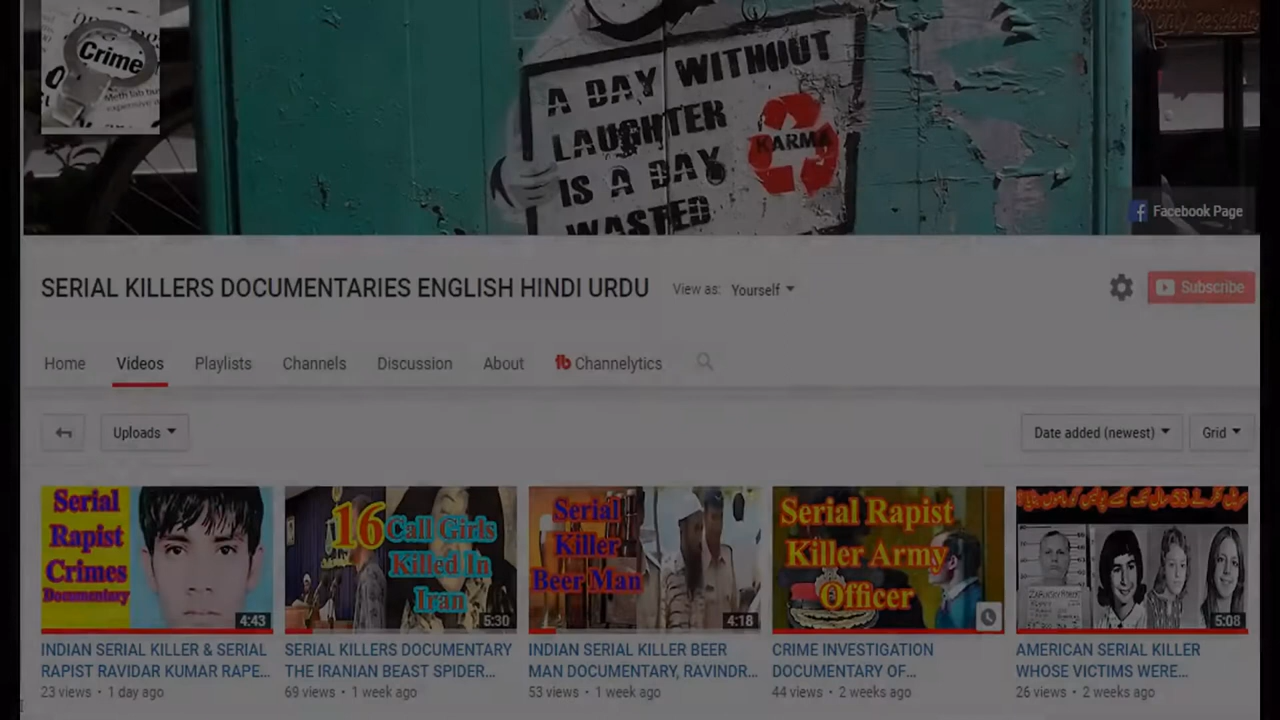 Crime
Meth lab bu
A DAY WITHOUT
LAUGHTER
IS A DAY
WASTED
KARMA
Facebook Page
SERIAL KILLERS DOCUMENTARIES ENGLISH HINDI URDU
View as: Yourself
Subscribe
Home Videos Playlists Channels Discussion About Channelytics
Uploads
Date added (newest) Grid
Serial
Rapist
Crimes
Documentary
4:43
16 Call Girls
Killed In
Iran
5:30
Serial
Killer
Beer Man
4:18
Serial Rapist
Killer Army
Officer
5:08
INDIAN SERIAL KILLER & SERIAL
RAPIST RAVIDAR KUMAR RAPE...
23 views • 1 day ago
SERIAL KILLERS DOCUMENTARY
THE IRANIAN BEAST SPIDER...
69 views • 1 week ago
INDIAN SERIAL KILLER BEER
MAN DOCUMENTARY, RAVINDR...
53 views • 1 week ago
CRIME INVESTIGATION
DOCUMENTARY OF...
44 views • 2 weeks ago
AMERICAN SERIAL KILLER
WHOSE VICTIMS WERE...
26 views • 2 weeks ago